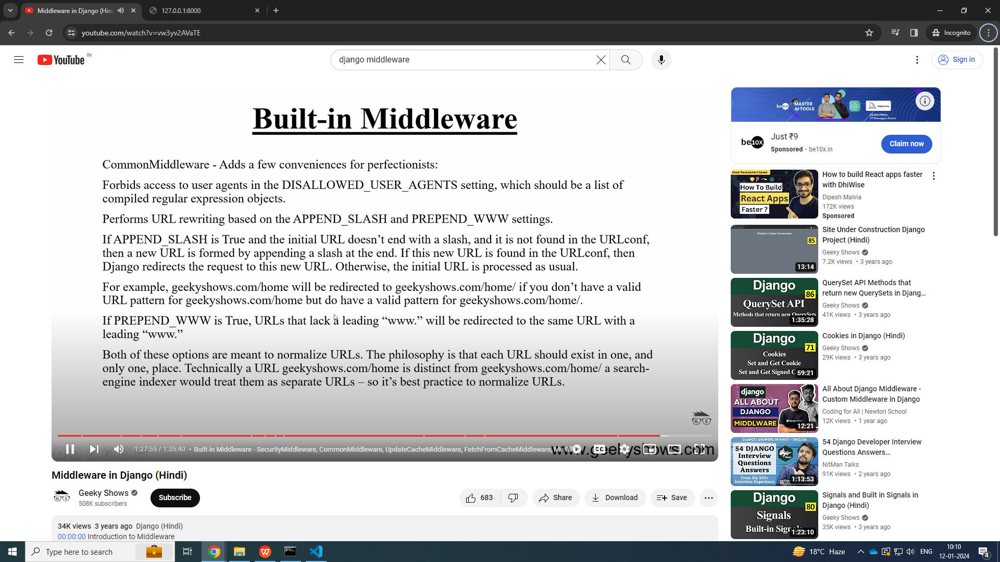 Middleware in Django (Hin
127.0.0.1:8000
youtube.com/watch?v=vw3yv2AVaTE
Incognito
YouTube IN
django middleware
Sign in
Built-in Middleware
CommonMiddleware - Adds a few conveniences for perfectionists:
Forbids access to user agents in the DISALLOWED_USER_AGENTS setting, which should be a list of
compiled regular expression objects.
Performs URL rewriting based on the APPEND_SLASH and PREPEND_WWW settings.
If APPEND_SLASH is True and the initial URL doesn’t end with a slash, and it is not found in the URLconf,
then a new URL is formed by appending a slash at the end. If this new URL is found in the URLconf, then
Django redirects the request to this new URL. Otherwise, the initial URL is processed as usual.
For example, geekyshows.com/home will be redirected to geekyshows.com/home/ if you don’t have a valid
URL pattern for geekyshows.com/home but do have a valid pattern for geekyshows.com/home/.
If PREPEND_WWW is True, URLs that lack a leading “www.” will be redirected to the same URL with a
leading “www.”
Both of these options are meant to normalize URLs. The philosophy is that each URL should exist in one, and
only one, place. Technically a URL geekyshows.com/home is distinct from geekyshows.com/home/ a search-
engine indexer would treat them as separate URLs – so it’s best practice to normalize URLs.
G S
1:27:55 / 1:35:40 • Built-in Middleware - SecurityMiddleware, CommonMiddleware, UpdateCacheMiddleware, FetchFromCacheMiddleware, Me
www.geekyshows.com
Middleware in Django (Hindi)
Geeky Shows
508K subscribers
Subscribe
683
Share
Download
Save
34K views 3 years ago Django (Hindi)
00:00:00 Introduction to Middleware
be10x MASTER
AI TOOLS
Midjourney
LEARN FROM
IIT Kharagpur Alumni
be10X
Just ₹9
Sponsored · be10x.in
Claim now
Boost Development Speed
How To Build
React Apps
Faster ?
How to build React apps faster
with DhiWise
Dipesh Malvia
172K views
Sponsored
Website is Under Construction
85
13:14
Site Under Construction Django
Project (Hindi)
Geeky Shows
7.2K views • 3 years ago
Django
86
QuerySet API
Methods that return new QuerySets
1:35:28
QuerySet API Methods that
return new QuerySets in Djang...
Geeky Shows
41K views • 3 years ago
Django
71
Cookies
Set and Get Cookie
Set and Get Signed C
59:21
Cookies in Django (Hindi)
Geeky Shows
29K views • 3 years ago
django
ALL ABOUT
DJANGO
MIDDLWARE
12:21
All About Django Middleware -
Custom Middleware in Django
Coding for All | Newton School
12K views • 1 year ago
DJANGO ANSWERS IN HINDI + ENGLISH
54 DJANGO
Interview
Questions
Answers
From My 200+
Interview Experience
1:13:53
54 Django Developer Interview
Questions Answers...
NitMan Talks
91K views • 2 years ago
Django
80
Signals
Built-in Sign
1:23:10
Signals and Built in Signals in
Django (Hindi)
Geeky Shows
35K views • 3 years ago
Type here to search
18°C Haze
ENG
10:10
12-01-2024
4